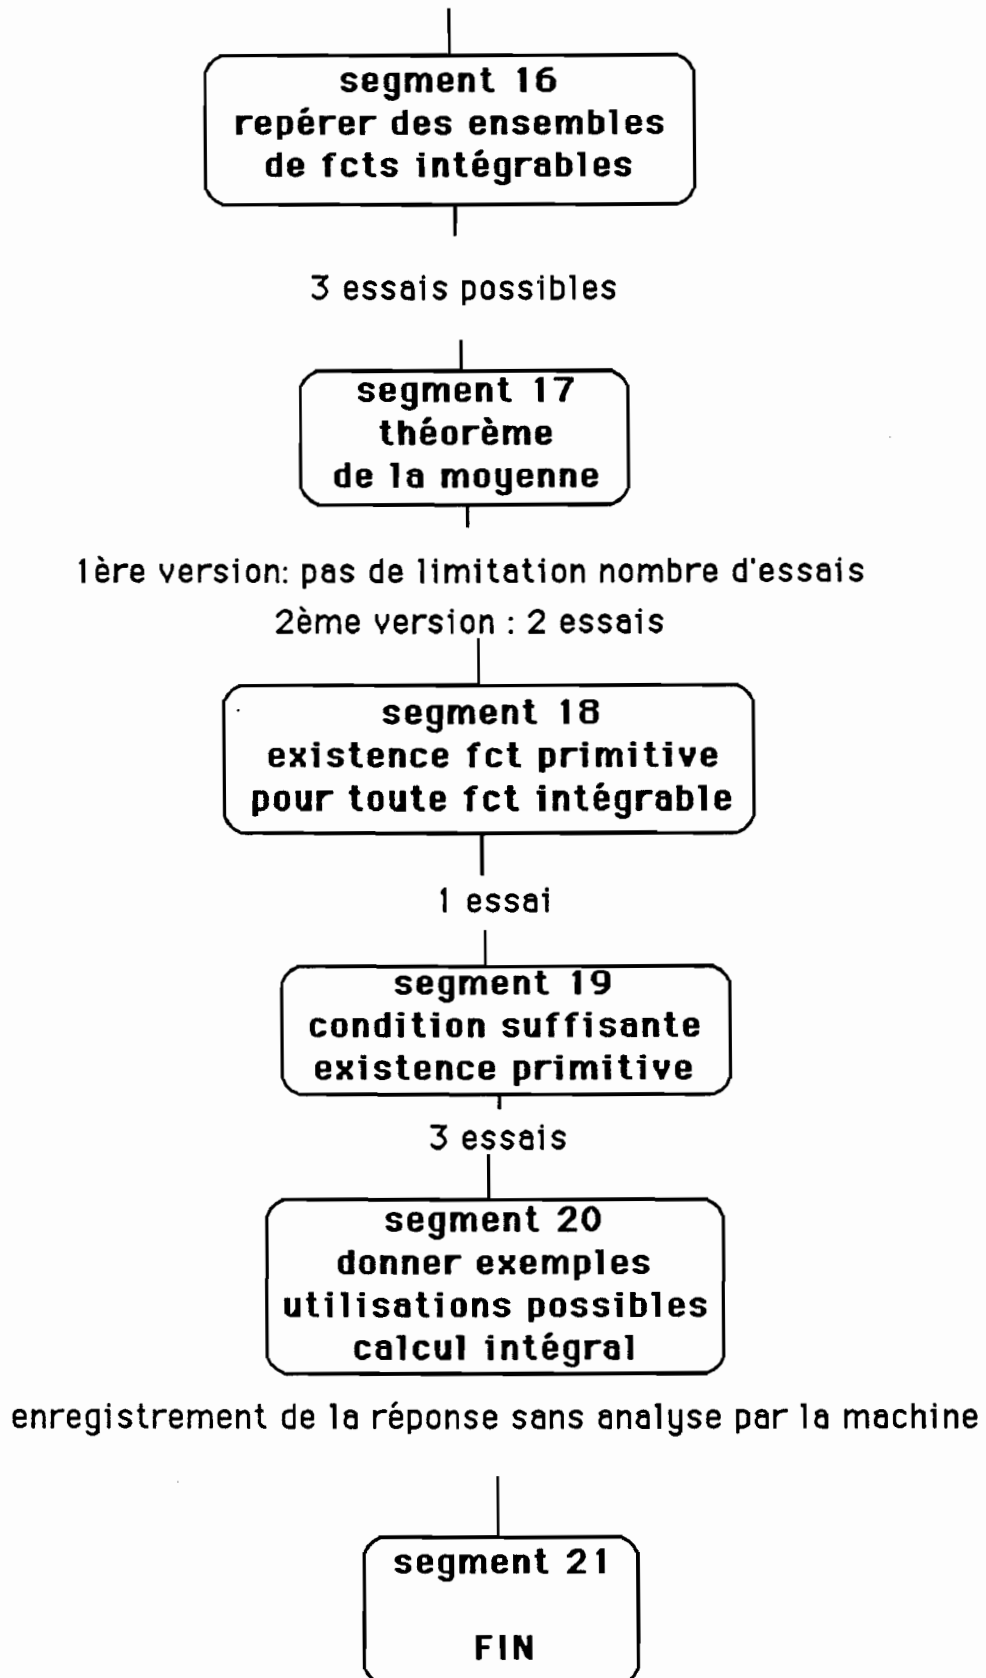 segment 16
repérer des ensembles
de fcts intégrables
3 essais possibles
segment 17
théorème
de la moyenne
1ère version: pas de limitation nombre d'essais
2ème version : 2 essais
segment 18
existence fct primitive
pour toute fct intégrable
1 essai
segment 19
condition suffisante
existence primitive
3 essais
segment 20
donner exemples
utilisations possibles
calcul intégral
enregistrement de la réponse sans analyse par la machine
segment 21
FIN